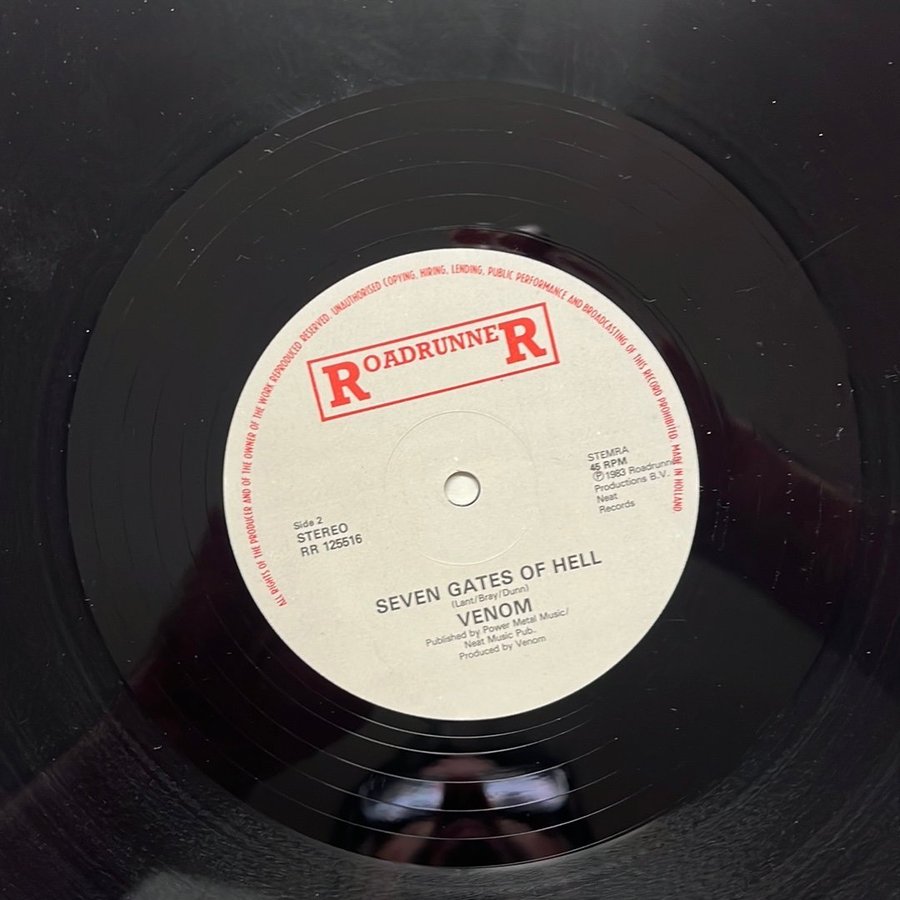 ALL RIGHTS OF THE PRODUCER AND OF THE OWNER OF THE WORK REPRODUCED RESERVED. UNAUTHORISED COPYING, HIRING, LENDING, PUBLIC PERFORMANCE AND BROADCASTING OF THIS RECORD PROHIBITED. MADE IN HOLLAND
ROADRUNNER
STEMRA
45 RPM
Ⓟ1983 Roadrunner
Productions B.V.
Neat
Records
Side 2
STEREO
RR 125516
SEVEN GATES OF HELL
(Lant/Bray/Dunn)
VENOM
Published by Power Metal Music/
Neat Music Pub..
Produced by Venom